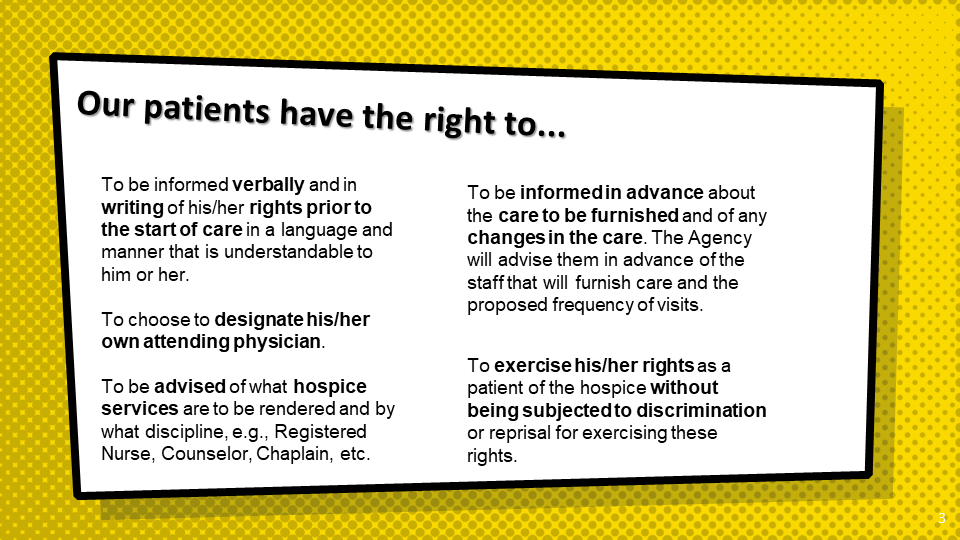 Our patients have the right to...
To be informed verbally and in
writing of his/her rights prior to
the start of care in a language and
manner that is understandable to
him or her.
To choose to designate his/her
own attending physician.
To be advised of what hospice
services are to be rendered and by
what discipline, e.g., Registered
Nurse, Counselor, Chaplain, etc.
To be informed in advance about
the care to be furnished and of any
changes in the care. The Agency
will advise them in advance of the
staff that will furnish care and the
proposed frequency of visits.
To exercise his/her rights as a
patient of the hospice without
being subjected to discrimination
or reprisal for exercising these
rights.
3